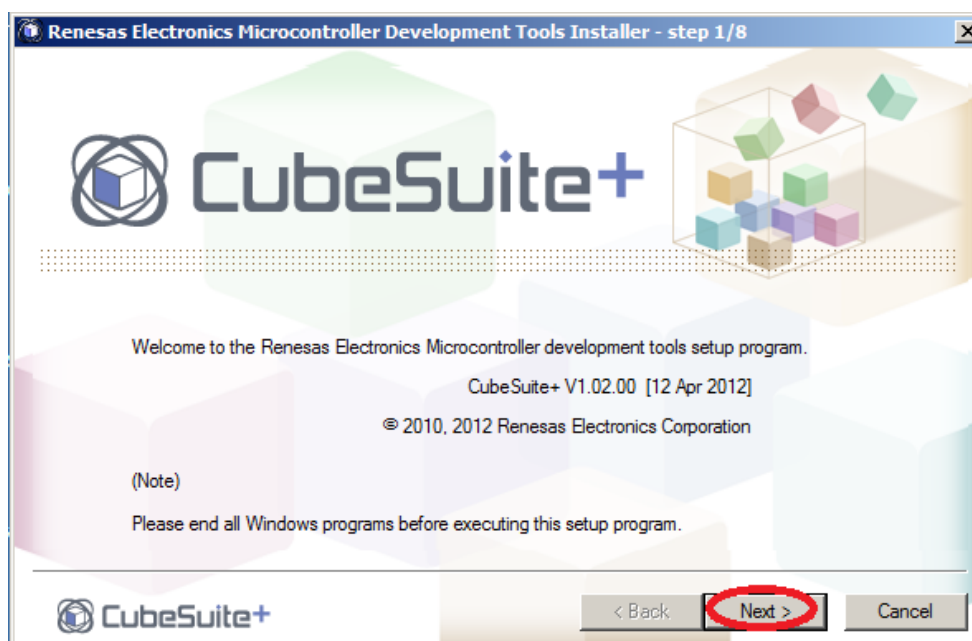 Renesas Electronics Microcontroller Development Tools Installer - step 1/8
CubeSuite+
Welcome to the Renesas Electronics Microcontroller development tools setup program.
CubeSuite+ V1.02.00 [12 Apr 2012]
© 2010, 2012 Renesas Electronics Corporation
(Note)
Please end all Windows programs before executing this setup program.
CubeSuite+ < Back Next > Cancel